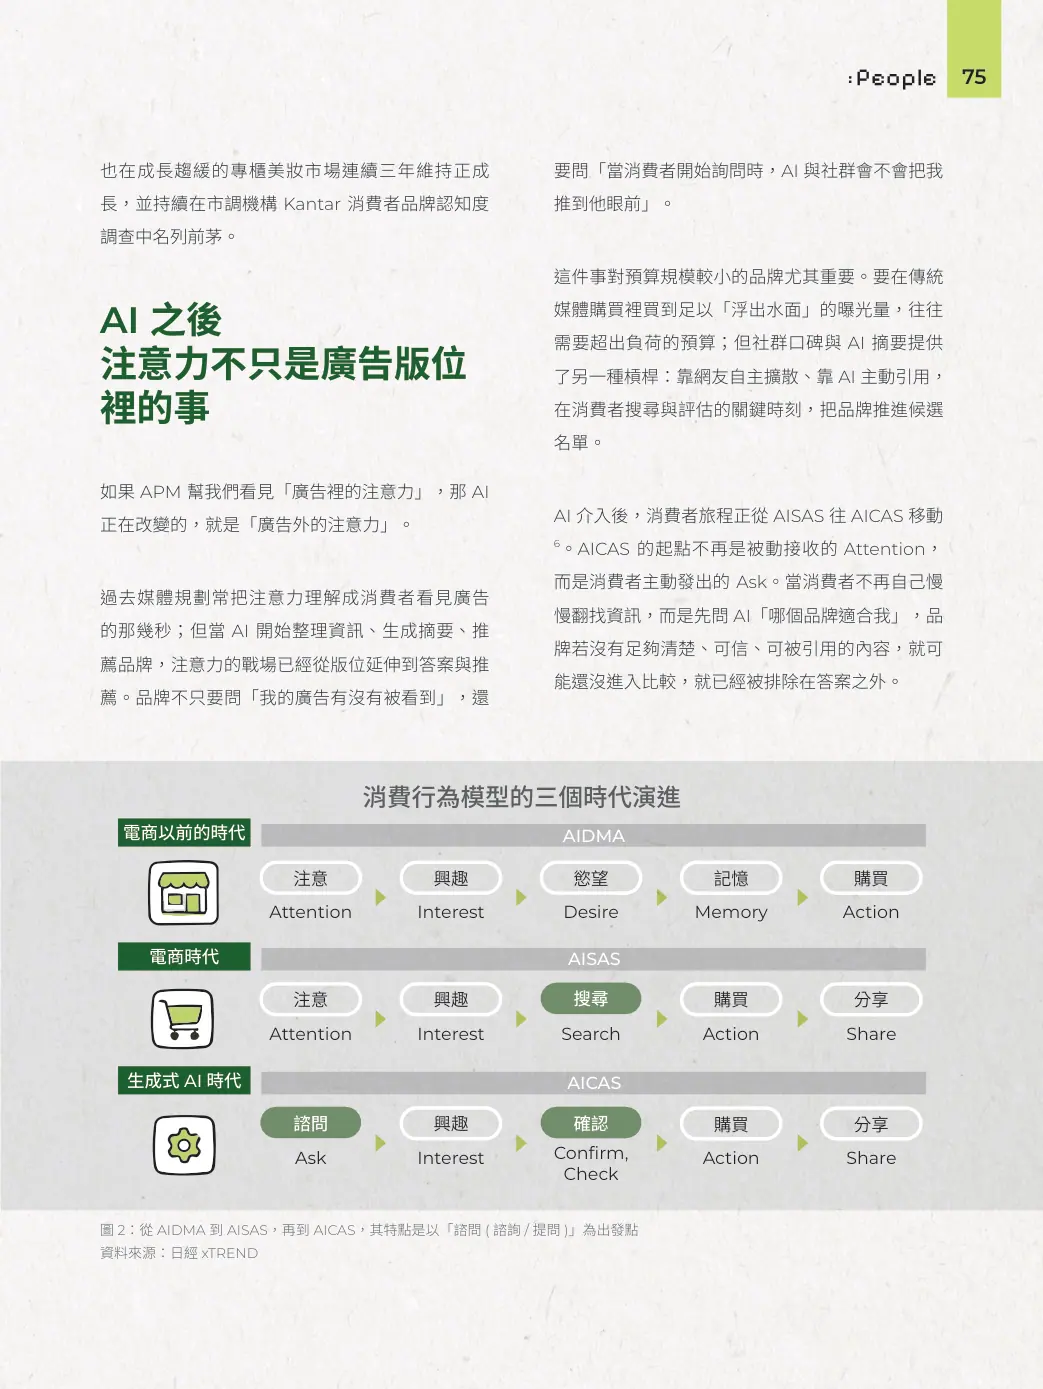 :People
75
也在成長趨緩的專櫃美妝市場連續三年維持正成
長，並持續在市調機構 Kantar 消費者品牌認知度
調查中名列前茅。
AI 之後
注意力不只是廣告版位
裡的事
如果 APM 幫我們看見「廣告裡的注意力」，那 AI
正在改變的，就是「廣告外的注意力」。
過去媒體規劃常把注意力理解成消費者看見廣告
的那幾秒；但當 AI 開始整理資訊、生成摘要、推
薦品牌，注意力的戰場已經從版位延伸到答案與推
薦。品牌不只要問「我的廣告有沒有被看到」，還
要問「當消費者開始詢問時，AI 與社群會不會把我
推到他眼前」。
這件事對預算規模較小的品牌尤其重要。要在傳統
媒體購買裡買到足以「浮出水面」的曝光量，往往
需要超出負荷的預算；但社群口碑與 AI 摘要提供
了另一種槓桿：靠網友自主擴散、靠 AI 主動引用，
在消費者搜尋與評估的關鍵時刻，把品牌推進候選
名單。
AI 介入後，消費者旅程正從 AISAS 往 AICAS 移動
6。AICAS 的起點不再是被動接收的 Attention，
而是消費者主動發出的 Ask。當消費者不再自己慢
慢翻找資訊，而是先問 AI「哪個品牌適合我」，品
牌若沒有足夠清楚、可信、可被引用的內容，就可
能還沒進入比較，就已經被排除在答案之外。
消費行為模型的三個時代演進
電商以前的時代
AIDMA
注意 興趣 慾望 記憶 購買
Attention Interest Desire Memory Action
電商時代
AISAS
注意 興趣 搜尋 購買 分享
Attention Interest Search Action Share
生成式 AI 時代
AICAS
諮問 興趣 確認 購買 分享
Ask Interest Confirm, Action Share
Check
圖 2：從 AIDMA 到 AISAS，再到 AICAS，其特點是以「諮問 ( 諮詢 / 提問 )」為出發點
資料來源：日經 xTREND